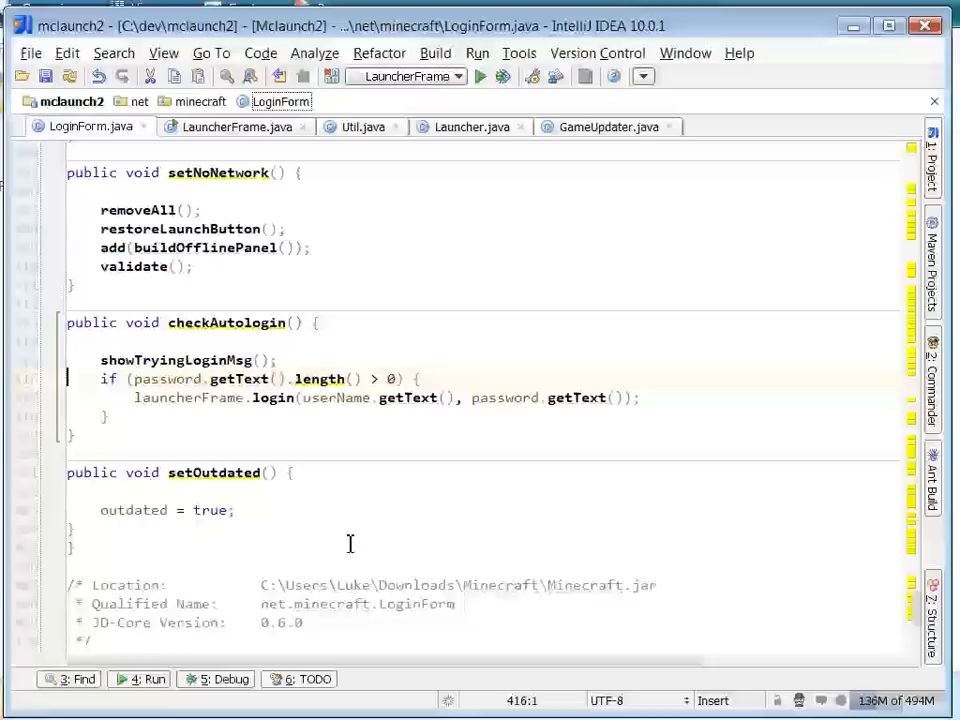 mclaunch2 - [C:\dev\mclaunch2] - [Mclaunch2] - ...\net\minecraft\LoginForm.java - IntelliJ IDEA 10.0.1
File Edit Search View Go To Code Analyze Refactor Build Run Tools Version Control Window Help
LauncherFrame
mclaunch2 net minecraft LoginForm
LoginForm.java LauncherFrame.java Util.java Launcher.java GameUpdater.java
public void setNoNetwork() {
removeAll();
restoreLaunchButton();
add(buildOfflinePanel());
validate();
}
public void checkAutologin() {
showTryingLoginMsg();
if (password.getText().length() > 0) {
launcherFrame.login(userName.getText(), password.getText());
}
}
public void setOutdated() {
outdated = true;
}
}
/* Location: C:\Users\Luke\Downloads\Minecraft\Minecraft.jar
* Qualified Name: net.minecraft.LoginForm
* JD-Core Version: 0.6.0
*/
1: Project
Maven Projects
2: Commander
Ant Build
7: Structure
3: Find 4: Run 5: Debug 6: TODO
416:1 UTF-8 Insert 136M of 494M